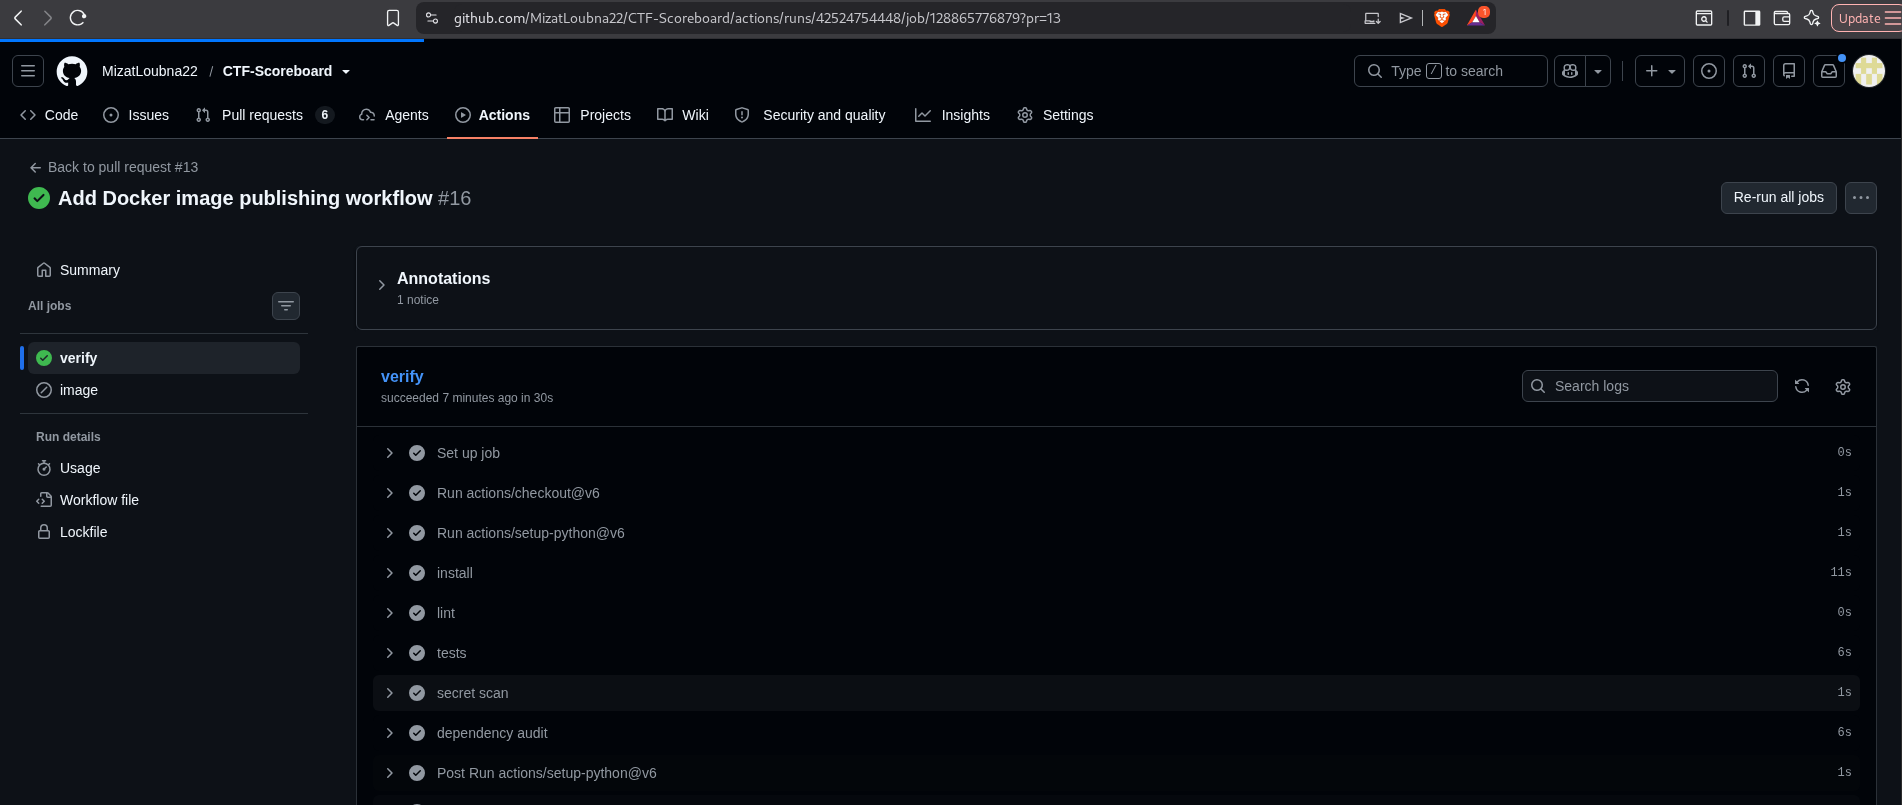 github.com/MizatLoubna22/CTF-Scoreboard/actions/runs/42524754448/job/128865776879?pr=13
1
Update
MizatLoubna22 / CTF-Scoreboard
Type / to search
Code
Issues
Pull requests 6
Agents
Actions
Projects
Wiki
Security and quality
Insights
Settings
Back to pull request #13
Add Docker image publishing workflow #16
Re-run all jobs
Summary
All jobs
verify
image
Run details
Usage
Workflow file
Lockfile
Annotations
1 notice
verify
succeeded 7 minutes ago in 30s
Search logs
Set up job 0s
Run actions/checkout@v6 1s
Run actions/setup-python@v6 1s
install 11s
lint 0s
tests 6s
secret scan 1s
dependency audit 6s
Post Run actions/setup-python@v6 1s